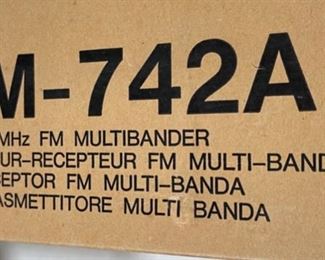 M-742A
MHz FM MULTIBANDER
UR-RECEPTEUR FM MULTI-BAND
EPTOR FM MULTI-BANDA
ASMETTITORE MULTI BANDA